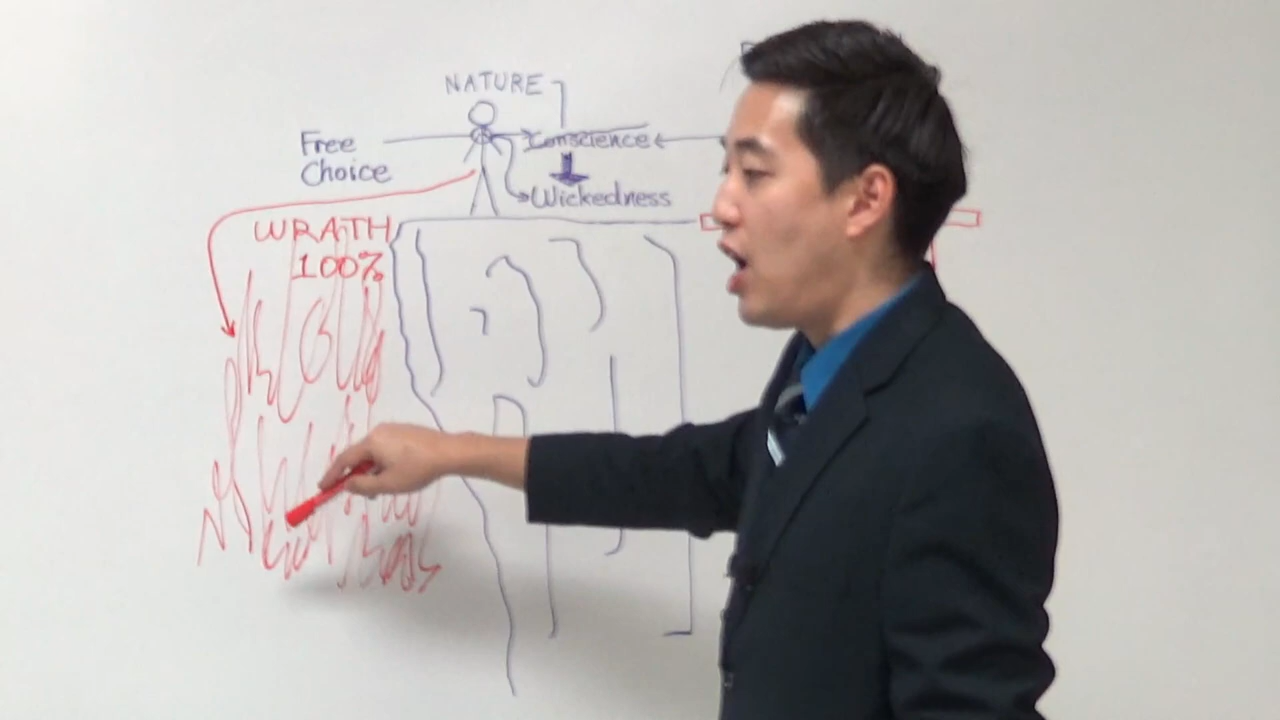 NATURE
Free
Choice
Conscience
Wickedness
WRATH
100%